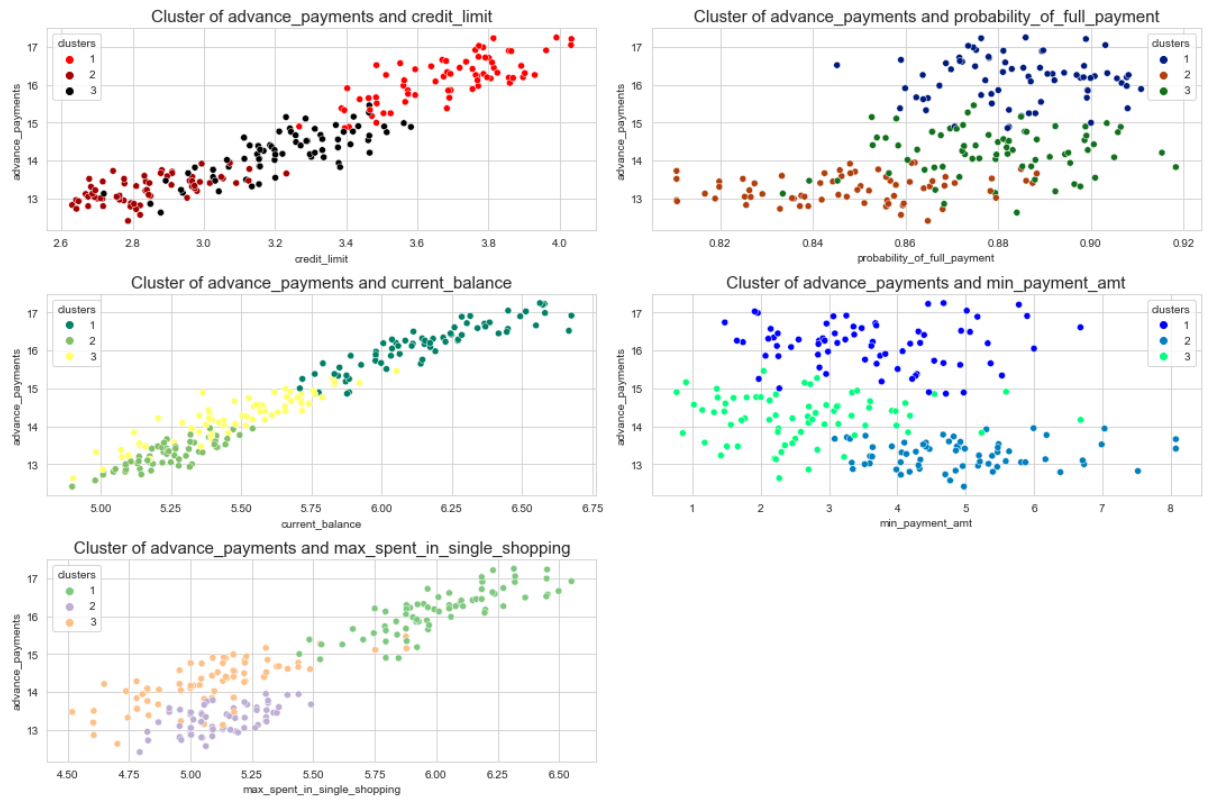 Cluster of advance_payments and credit_limit
clusters
1
2
3
advance_payments
17
16
15
14
13
2.6 2.8 3.0 3.2 3.4 3.6 3.8 4.0
credit_limit
Cluster of advance_payments and probability_of_full_payment
clusters
1
2
3
advance_payments
17
16
15
14
13
0.82 0.84 0.86 0.88 0.90 0.92
probability_of_full_payment
Cluster of advance_payments and current_balance
clusters
1
2
3
advance_payments
17
16
15
14
13
5.00 5.25 5.50 5.75 6.00 6.25 6.50 6.75
current_balance
Cluster of advance_payments and min_payment_amt
clusters
1
2
3
advance_payments
17
16
15
14
13
1 2 3 4 5 6 7 8
min_payment_amt
Cluster of advance_payments and max_spent_in_single_shopping
clusters
1
2
3
advance_payments
17
16
15
14
13
4.50 4.75 5.00 5.25 5.50 5.75 6.00 6.25 6.50
max_spent_in_single_shopping